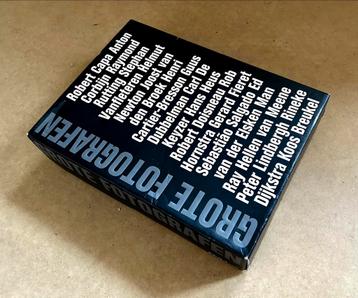 Robert Capa Anton
Corbijn Raymond
Rutting Stephan
Vanfleteren Helmut
Newton Joost van
den Broek Henri
Cartier-Bresson Guus
Dubbelman Carl De
Keyzer Hans Heus
Robert Doisneau Rob
Hornstra Gerard Fieret
Sebastião Salgado Ed
van der Elsken Man
Ray Hellen van Meene
Peter Lindbergh Rineke
Dijkstra Koos Breukel
GROTE FOTOGRAFEN
GROTE FOTOGRAFEN